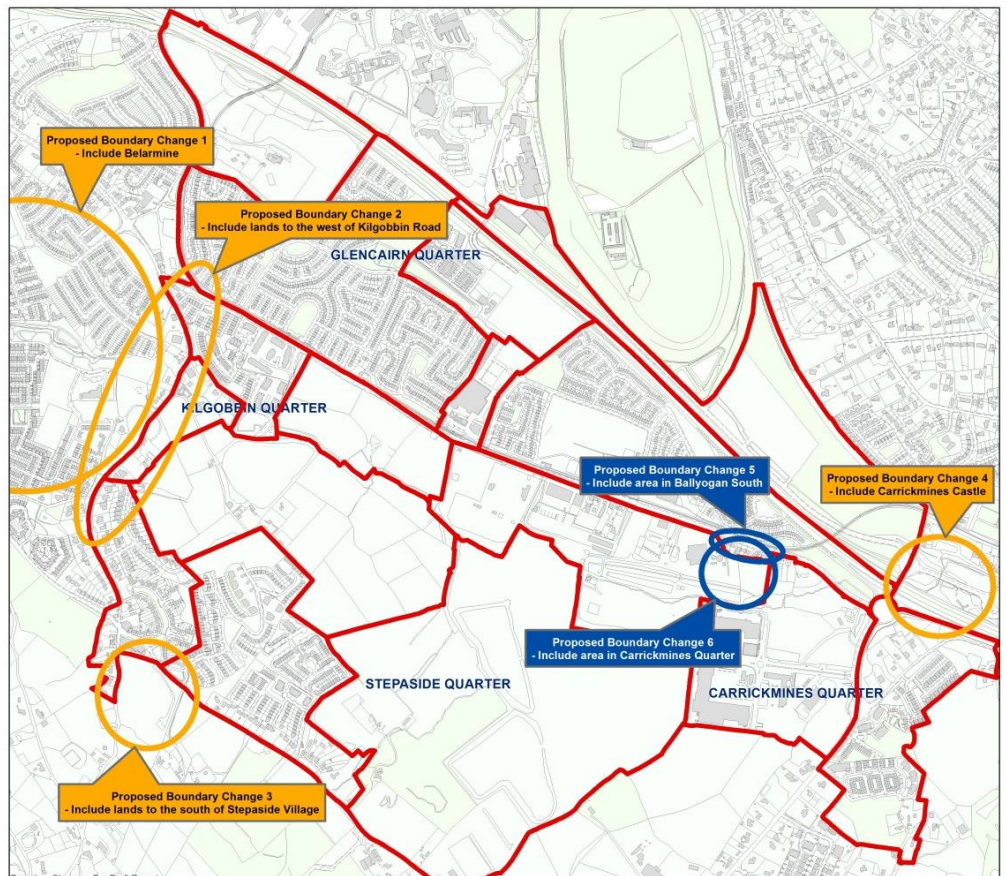 Proposed Boundary Change 1
- Include Belarmine
Proposed Boundary Change 2
- Include lands to the west of Kilgobbin Road
GLENCAIRN QUARTER
KILGOBBIN QUARTER
Proposed Boundary Change 5
- Include area in Ballyogan South
Proposed Boundary Change 4
- Include Carrickmines Castle
Proposed Boundary Change 6
- Include area in Carrickmines Quarter
STEPASIDE QUARTER
CARRICKMINES QUARTER
Proposed Boundary Change 3
- Include lands to the south of Stepaside Village